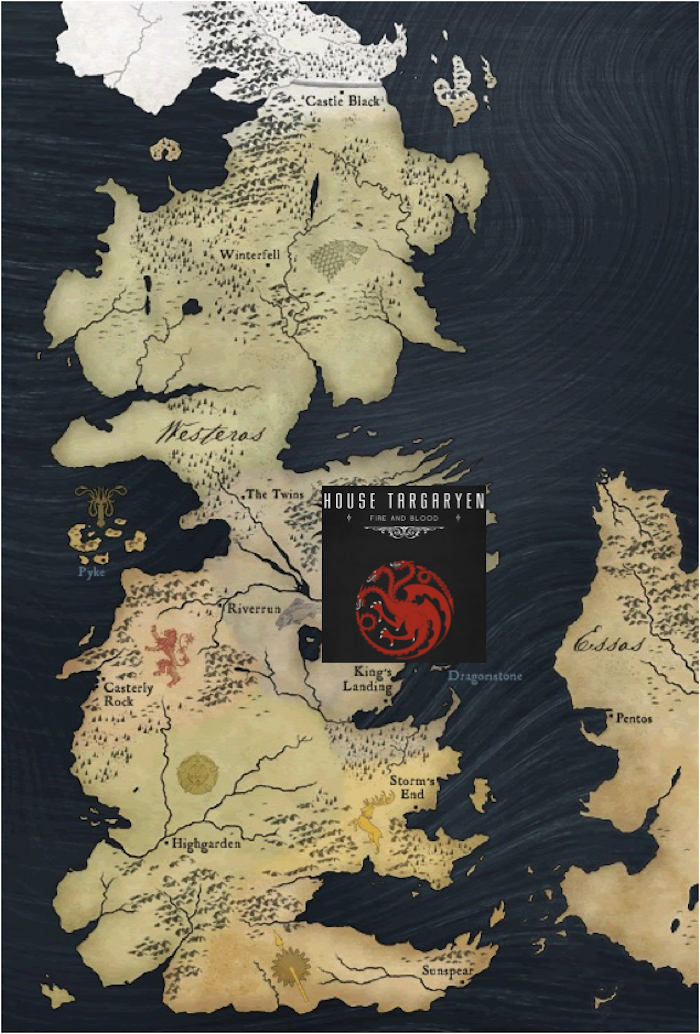 Castle Black
Winterfell
Westeros
The Twins
HOUSE TARGARYEN
FIRE AND BLOOD
Pyke
Riverrun
Essos
King's
Landing
Dragonstone
Casterly
Rock
Pentos
Storm's
End
Highgarden
Sunspear